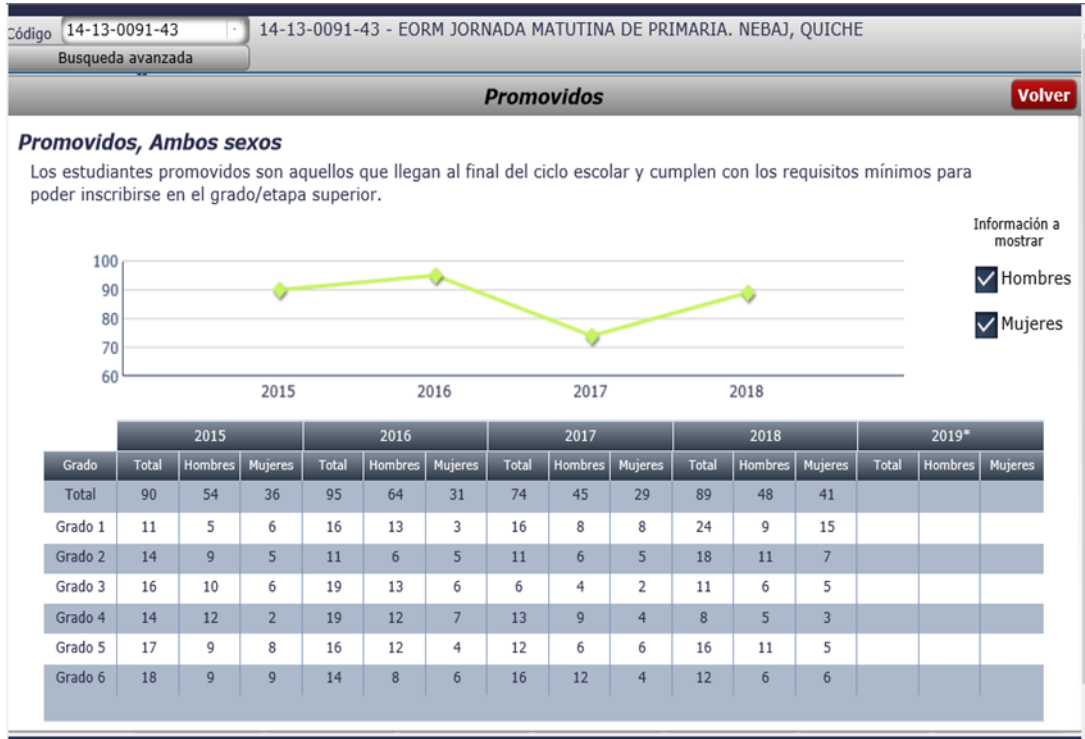 Código 14-13-0091-43 14-13-0091-43 - EORM JORNADA MATUTINA DE PRIMARIA. NEBAJ, QUICHE
Busqueda avanzada
Promovidos Volver
Promovidos, Ambos sexos
Los estudiantes promovidos son aquellos que llegan al final del ciclo escolar y cumplen con los requisitos mínimos para
poder inscribirse en el grado/etapa superior.
Información a
mostrar
Hombres
Mujeres
100
90
80
70
60
2015 2016 2017 2018
2015 2016 2017 2018 2019*
Grado Total Hombres Mujeres Total Hombres Mujeres Total Hombres Mujeres Total Hombres Mujeres Total Hombres Mujeres
Total 90 54 36 95 64 31 74 45 29 89 48 41
Grado 1 11 5 6 16 13 3 16 8 8 24 9 15
Grado 2 14 9 5 11 6 5 11 6 5 18 11 7
Grado 3 16 10 6 19 13 6 6 4 2 11 6 5
Grado 4 14 12 2 19 12 7 13 9 4 8 5 3
Grado 5 17 9 8 16 12 4 12 6 6 16 11 5
Grado 6 18 9 9 14 8 6 16 12 4 12 6 6